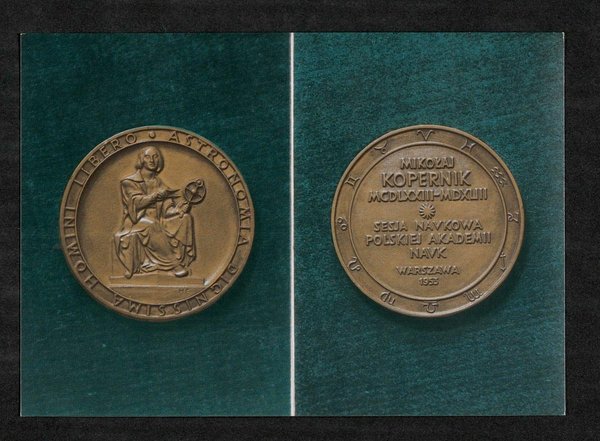 HOMINI LIBERO • ASTRONOMIA DIGNISSIMA
MIKOŁAJ
KOPERNIK
MCDLXXIII-MDXLIII
SESJA NAVKOWA
POLSKIEJ AKADEMII
NAVK
WARSZAWA
1953